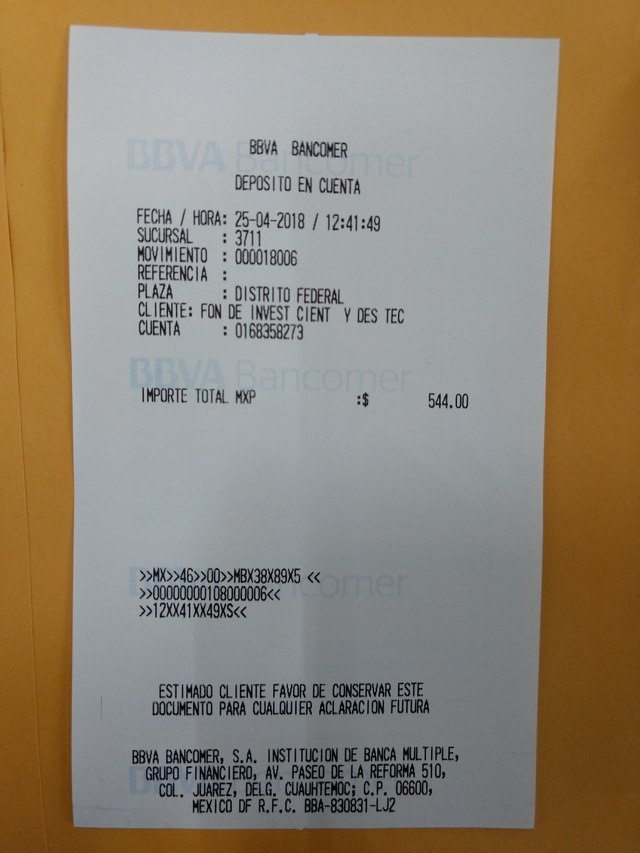 BBVA BANCOMER
DEPOSITO EN CUENTA
FECHA / HORA: 25-04-2018 / 12:41:49
SUCURSAL : 3711
MOVIMIENTO : 000018006
REFERENCIA :
PLAZA : DISTRITO FEDERAL
CLIENTE: FON DE INVEST CIENT Y DES TEC
CUENTA : 0168358273
BBVA Bancomer
IMPORTE TOTAL MXP :$ 544.00
>>MX>>46>>00>>MBX38X89X5 <<
>>00000000108000006<<
>>12XX41XX49XS<<
ESTIMADO CLIENTE FAVOR DE CONSERVAR ESTE
DOCUMENTO PARA CUALQUIER ACLARACION FUTURA
BBVA BANCOMER, S.A. INSTITUCION DE BANCA MULTIPLE,
GRUPO FINANCIERO, AV. PASEO DE LA REFORMA 510,
COL. JUAREZ, DELG. CUAUHTEMOC; C.P. 06600,
MEXICO DF R.F.C. BBA-830831-LJ2